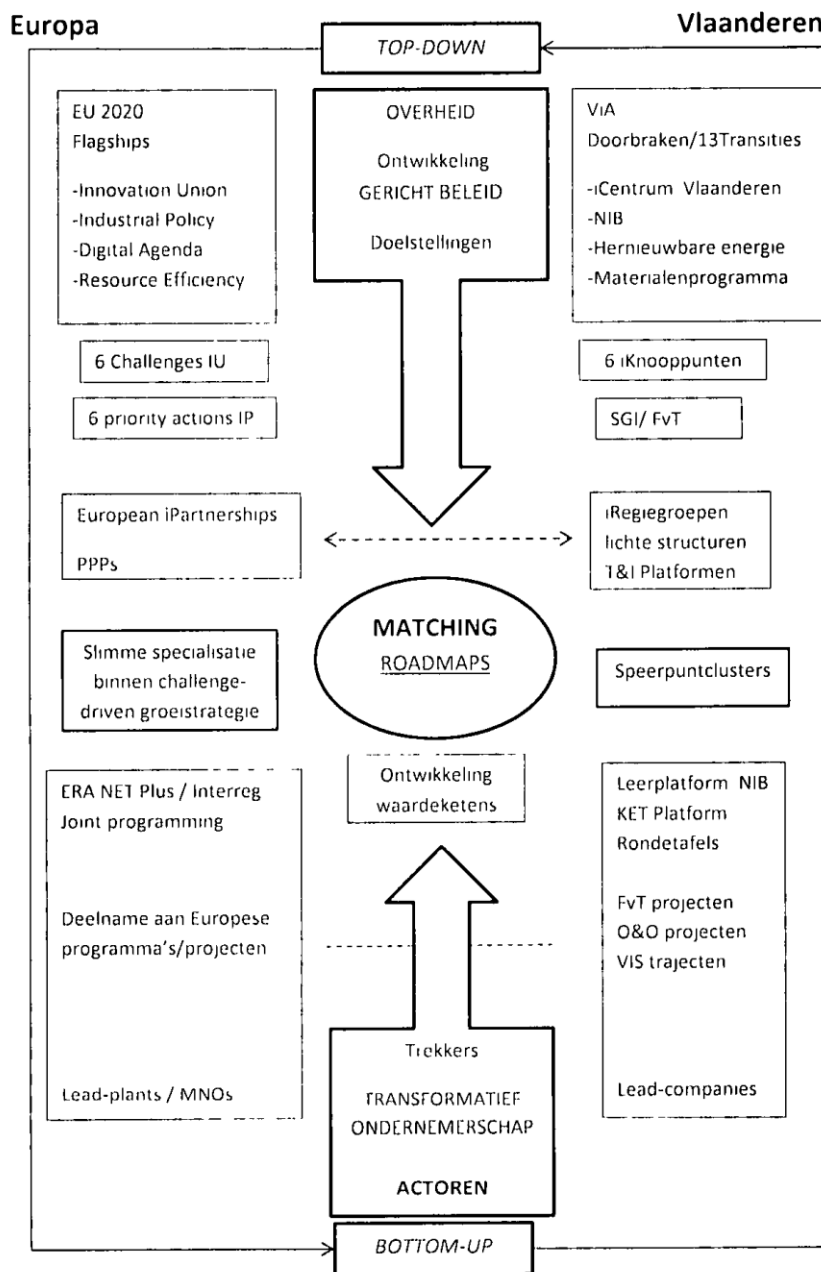 Europa
Vlaanderen
TOP-DOWN
EU 2020
Flagships
-Innovation Union
-Industrial Policy
-Digital Agenda
-Resource Efficiency
OVERHEID
Ontwikkeling
GERICHT BELEID
Doelstellingen
ViA
Doorbraken/13Transities
-iCentrum Vlaanderen
-NIB
-Hernieuwbare energie
-Materialenprogramma
6 Challenges IU
6 iKnooppunten
6 priority actions IP
SGI/ FvT
European iPartnerships
PPPs
iRegiegroepen
lichte structuren
T&I Platformen
MATCHING
ROADMAPS
Slimme specialisatie
binnen challenge-
driven groeistrategie
Speerpuntclusters
Ontwikkeling
waardeketens
ERA NET Plus / Interreg
Joint programming
Deelname aan Europese
programma's/projecten
Lead-plants / MNOs
Leerplatform NIB
KET Platform
Rondetafels
FvT projecten
O&O projecten
VIS trajecten
Lead-companies
Trekkers
TRANSFORMATIEF
ONDERNEMERSCHAP
ACTOREN
BOTTOM-UP